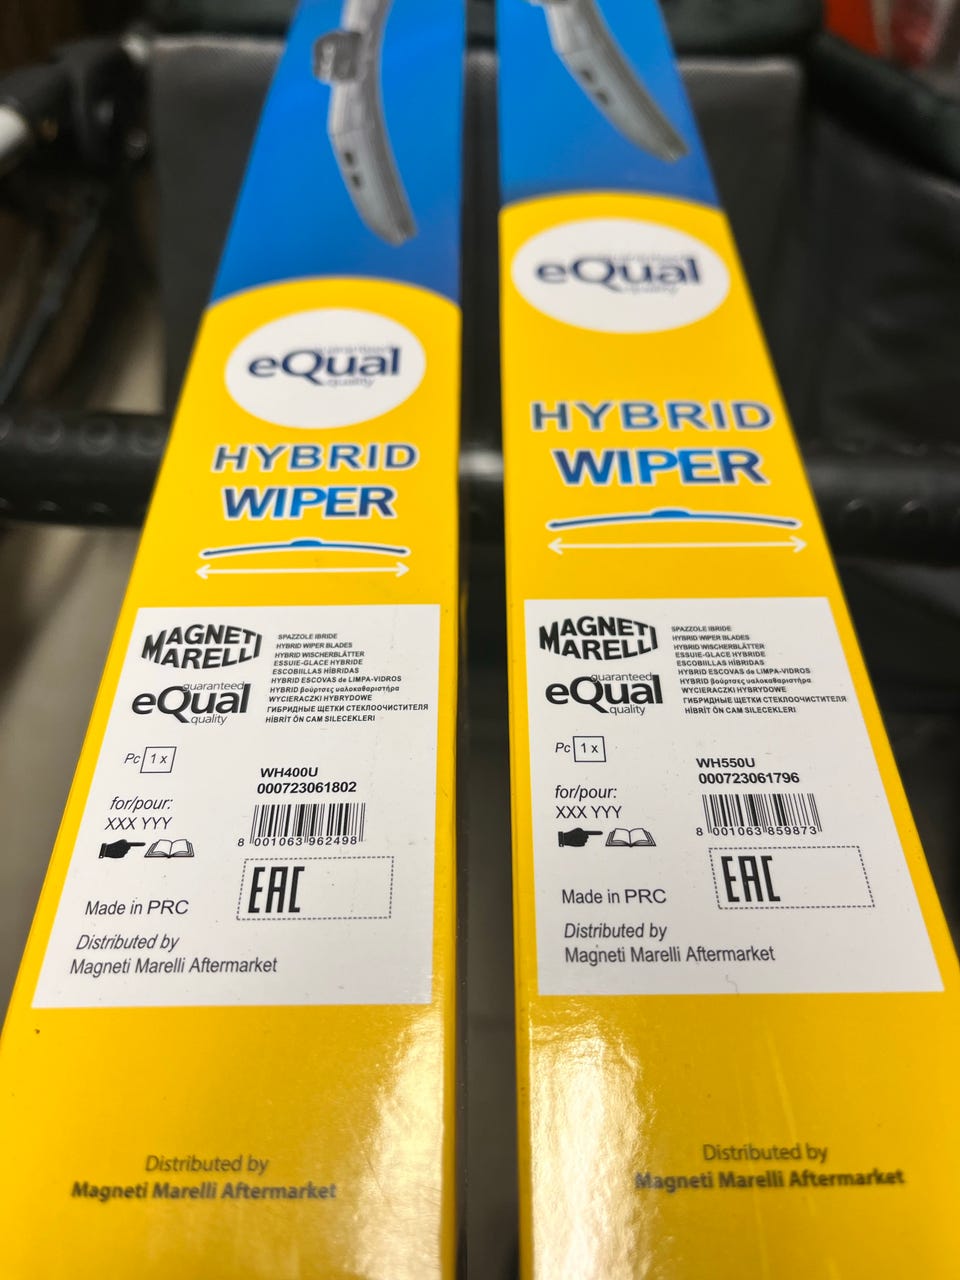 guaranteed
eQual
quality
HYBRID
WIPER
MAGNETI
MARELLI
guaranteed
eQual
quality
SPAZZOLE IBRIDE
HYBRID WIPER BLADES
HYBRID WISCHERBLÄTTER
ESSUIE-GLACE HYBRIDE
ESCOBILLAS HÍBRIDAS
HYBRID ESCOVAS de LIMPA-VIDROS
HYBRID βούρτσες υαλοκαθαριστήρα
WYCIERACZKI HYBRYDOWE
ГИБРИДНЫЕ ЩЕТКИ СТЕКЛООЧИСТИТЕЛЯ
HİBRİT ÖN CAM SILECEKLERI
Pc 1 x
WH400U
000723061802
for/pour:
XXX YYY
8 001063 962498
EAC
Made in PRC
Distributed by
Magneti Marelli Aftermarket
Distributed by
Magneti Marelli Aftermarket
guaranteed
eQual
quality
HYBRID
WIPER
MAGNETI
MARELLI
guaranteed
eQual
quality
SPAZZOLE IBRIDE
HYBRID WIPER BLADES
HYBRID WISCHERBLÄTTER
ESSUIE-GLACE HYBRIDE
ESCOBILLAS HÍBRIDAS
HYBRID ESCOVAS de LIMPA-VIDROS
HYBRID βούρτσες υαλοκαθαριστήρα
WYCIERACZKI HYBRYDOWE
ГИБРИДНЫЕ ЩЕТКИ СТЕКЛООЧИСТИТЕЛЯ
HİBRİT ÖN CAM SILECEKLERI
Pc 1 x
WH550U
000723061796
for/pour:
XXX YYY
8 001063 859873
EAC
Made in PRC
Distributed by
Magneti Marelli Aftermarket
Distributed by
Magneti Marelli Aftermarket